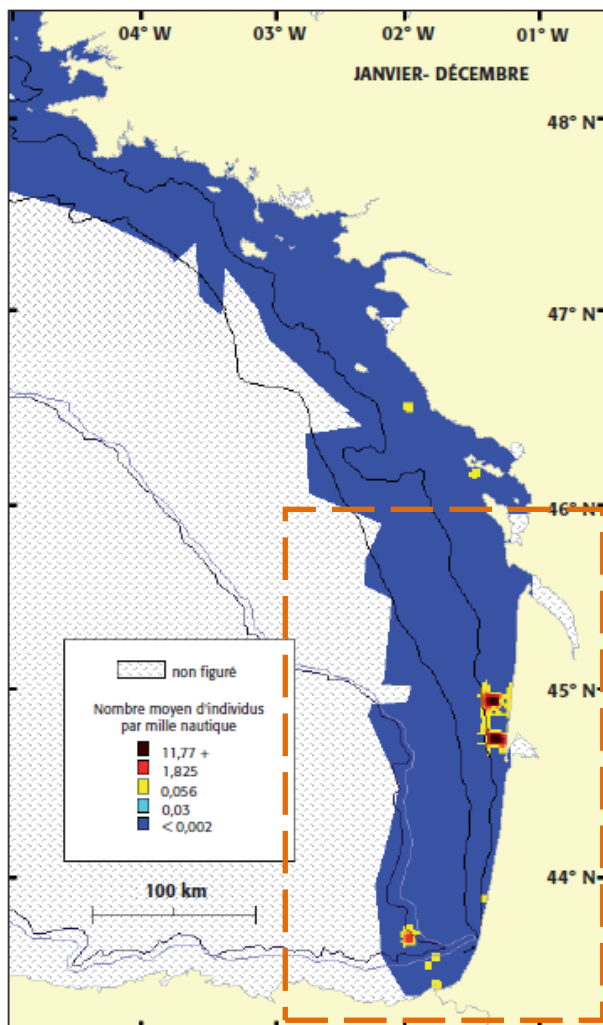 04° W 03° W 02° W 01° W
JANVIER- DÉCEMBRE
48° N
47° N
46° N
45° N
44° N
non figuré
Nombre moyen d'individus
par mille nautique
11,77 +
1,825
0,056
0,03
< 0,002
100 km